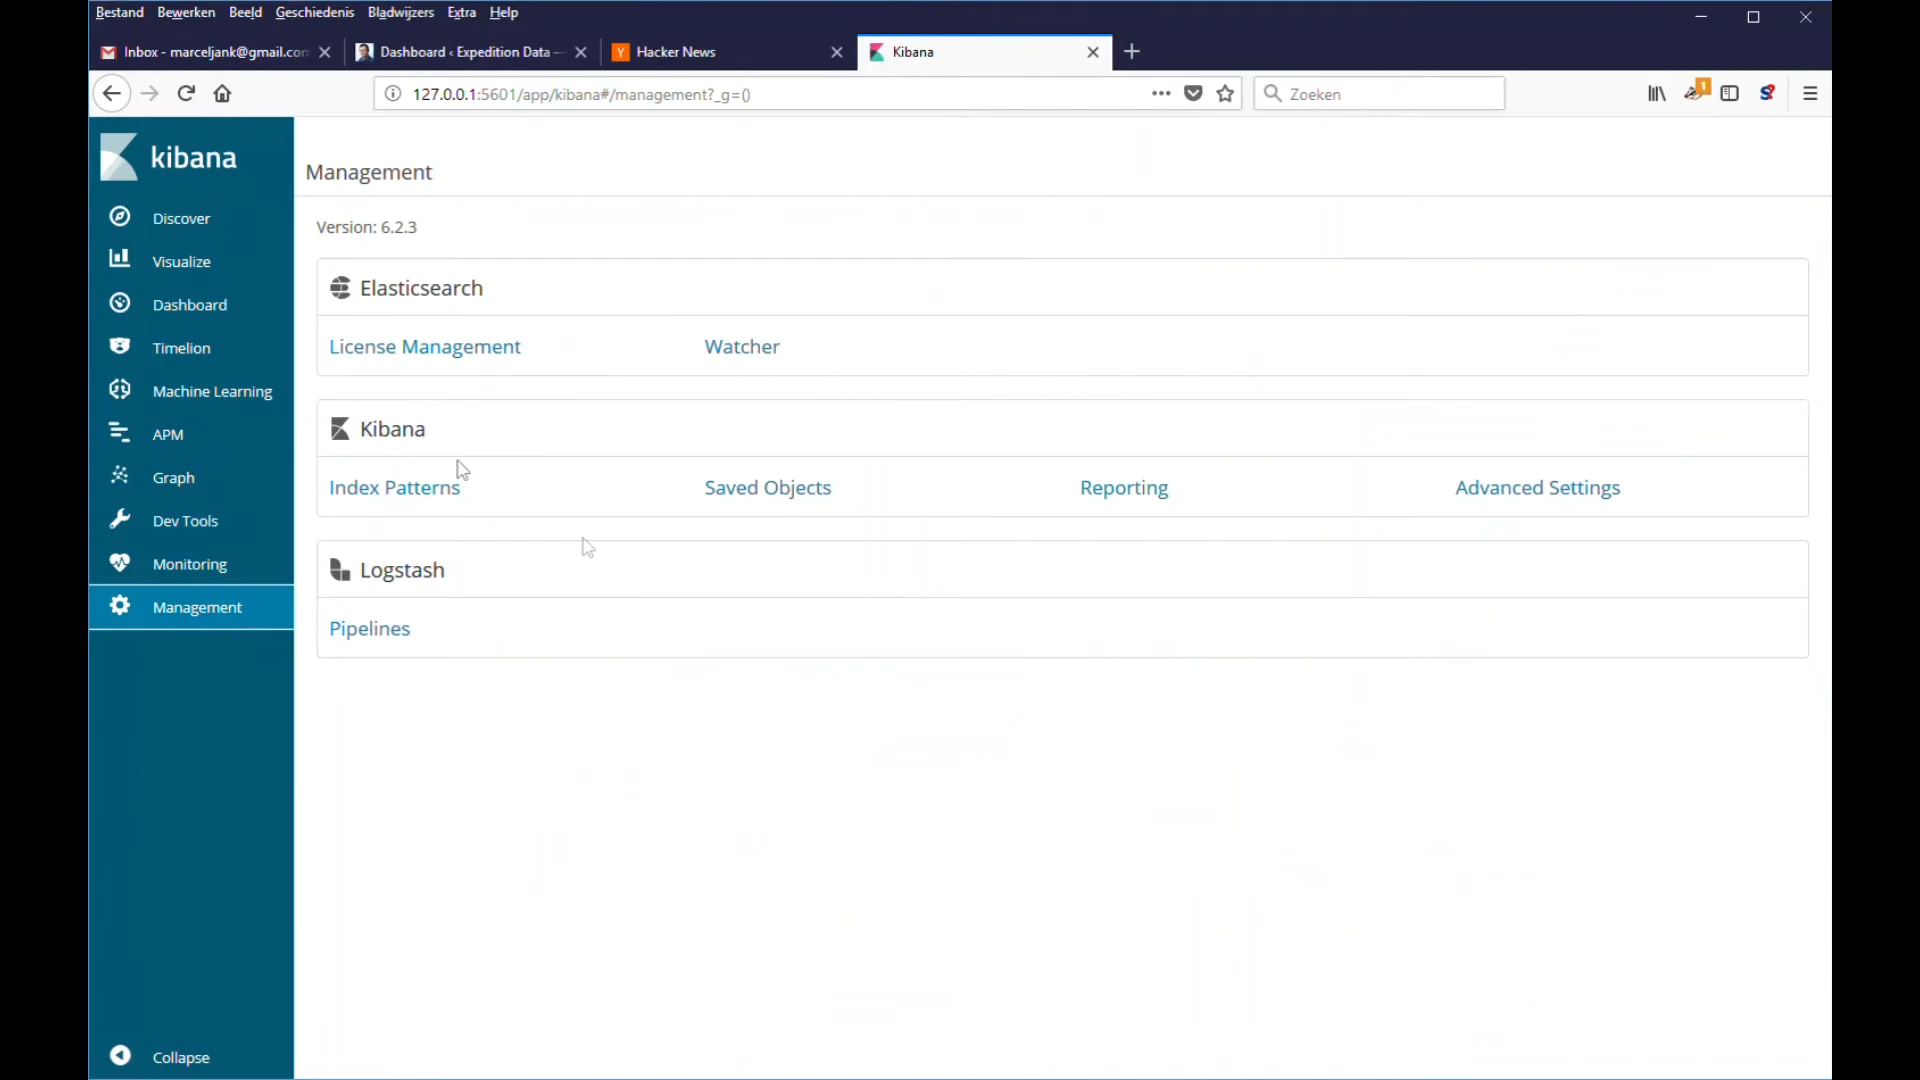 Bestand Bewerken Beeld Geschiedenis Bladwijzers Extra Help
Inbox - marceljank@gmail.com Dashboard ‹ Expedition Data — Hacker News Kibana
127.0.0.1:5601/app/kibana#/management?_g=() Zoeken 1
kibana
Discover
Visualize
Dashboard
Timelion
Machine Learning
APM
Graph
Dev Tools
Monitoring
Management
Collapse
Management
Version: 6.2.3
Elasticsearch
License Management Watcher
Kibana
Index Patterns Saved Objects Reporting Advanced Settings
Logstash
Pipelines